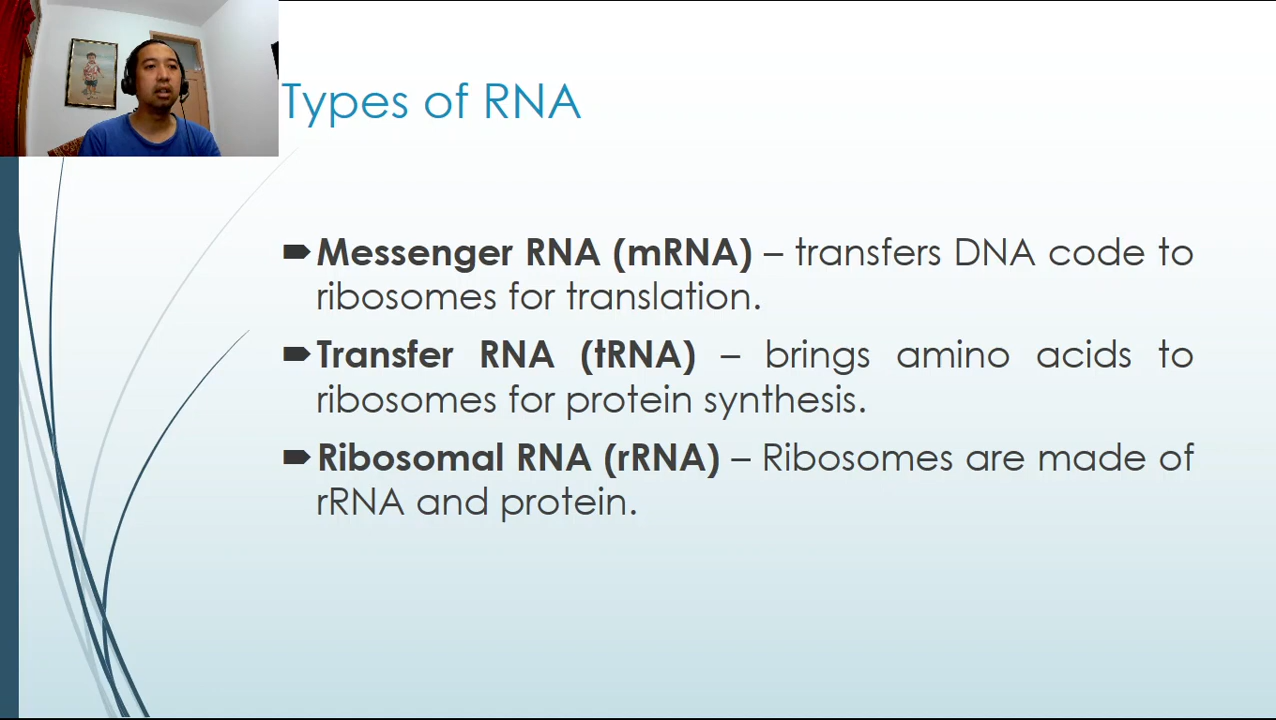 Types of RNA
Messenger RNA (mRNA) – transfers DNA code to
ribosomes for translation.
Transfer RNA (tRNA) – brings amino acids to
ribosomes for protein synthesis.
Ribosomal RNA (rRNA) – Ribosomes are made of
rRNA and protein.